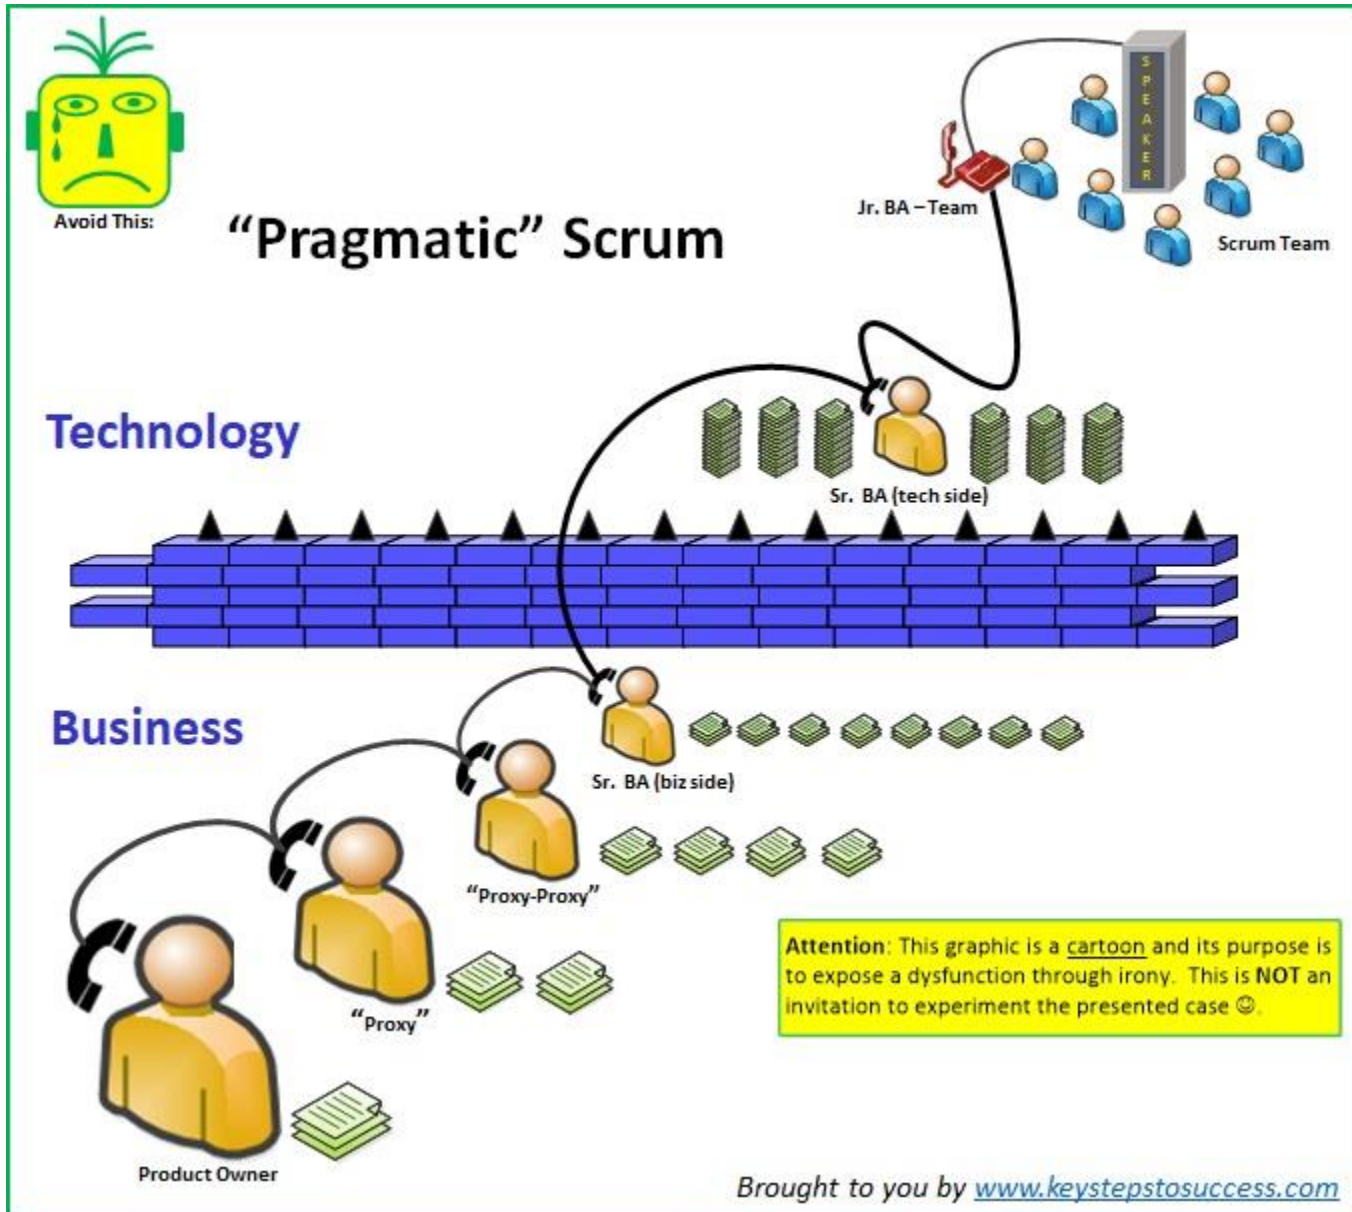 SPEAKER
Avoid This:
Jr. BA – Team
“Pragmatic” Scrum
Scrum Team
Technology
Sr. BA (tech side)
Business
Sr. BA (biz side)
“Proxy-Proxy”
“Proxy”
Attention: This graphic is a cartoon and its purpose is
to expose a dysfunction through irony. This is NOT an
invitation to experiment the presented case ☺.
Product Owner
Brought to you by www.keystepstosuccess.com